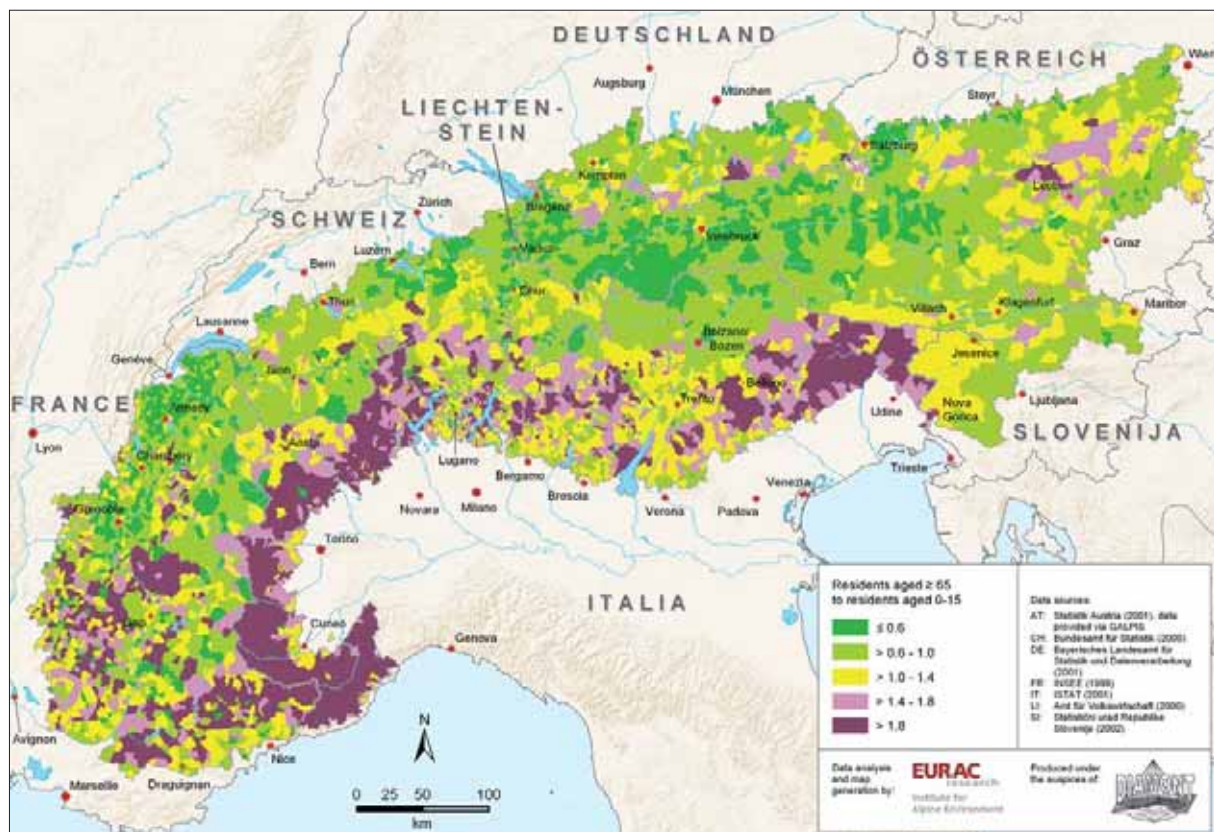 DEUTSCHLAND
ÖSTERREICH
Wien
Augsburg
München
Steyr
LIECHTEN-
STEIN
Salzburg
Kempten
Leoben
Zürich
Bregenz
SCHWEIZ
Vaduz
Innsbruck
Graz
Luzern
Bern
Chur
Thun
Klagenfurt
Maribor
Villach
Lausanne
Bolzano/
Bozen
Jesenice
Genève
Sion
Belluno
FRANCE
Annecy
Trento
Udine
Nova
Gorica
Ljubljana
Lyon
Aosta
SLOVENIJA
Chambéry
Lugano
Bergamo
Trieste
Brescia
Venezia
Novara
Milano
Verona
Padova
Grenoble
Torino
ITALIA
Gap
Cuneo
Genova
N
Avignon
Nice
Marseille
Draguignan
0 25 50 100
km
Residents aged ≥ 65
to residents aged 0-15
≤ 0.6
> 0.6 - 1.0
> 1.0 - 1.4
> 1.4 - 1.8
> 1.8
Data sources:
AT: Statistik Austria (2001), data
provided via GALPIS
CH: Bundesamt für Statistik (2000)
DE: Bayerisches Landesamt für
Statistik und Datenverarbeitung
(2001)
FR: INSEE (1999)
IT: ISTAT (2001)
LI: Amt für Volkswirtschaft (2000)
SI: Statistični urad Republike
Slovenije (2002)
Data analysis
and map
generation by:
EURAC
research
Institute for
Alpine Environment
Produced under
the auspices of:
DIAMONT